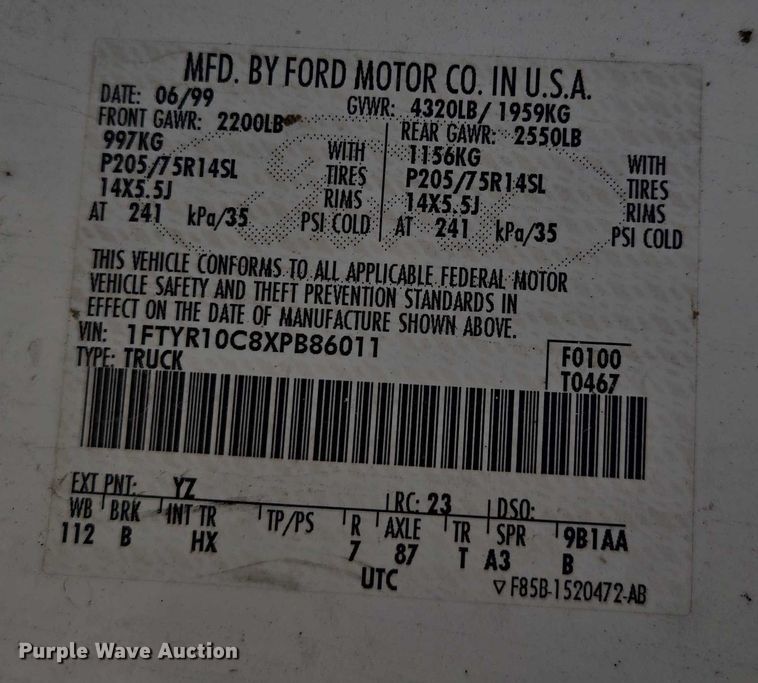 MFD. BY FORD MOTOR CO. IN U.S.A.
DATE: 06/99 GVWR: 4320LB/ 1959KG
FRONT GAWR: 2200LB REAR GAWR: 2550LB
997KG WITH 1156KG WITH
P205/75R14SL TIRES P205/75R14SL TIRES
14X5.5J RIMS 14X5.5J RIMS
AT 241 kPa/35 PSI COLD AT 241 kPa/35 PSI COLD
THIS VEHICLE CONFORMS TO ALL APPLICABLE FEDERAL MOTOR
VEHICLE SAFETY AND THEFT PREVENTION STANDARDS IN
EFFECT ON THE DATE OF MANUFACTURE SHOWN ABOVE.
VIN: 1FTYR10C8XPB86011
TYPE: TRUCK
F0100
T0467
EXT PNT: YZ RC: 23 DSO:
WB BRK INT TR TP/PS R AXLE TR SPR 9B1AA
112 B HX 7 87 T A3 B
UTC ▽F85B-1520472-AB
Purple Wave Auction